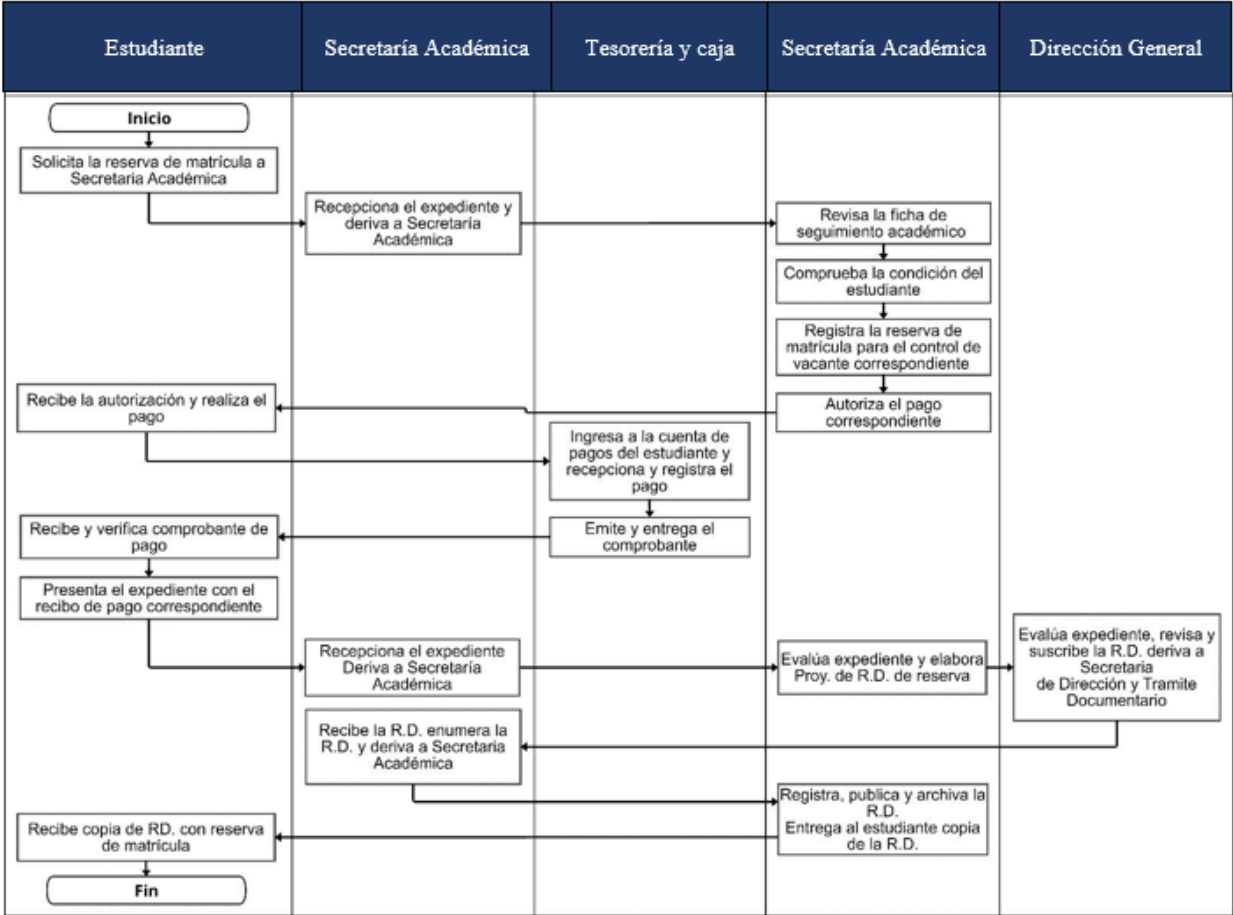 Estudiante
Secretaría Académica
Tesorería y caja
Secretaría Académica
Dirección General
Inicio
Solicita la reserva de matrícula a
Secretaria Académica
Recepciona el expediente y
deriva a Secretaría
Académica
Revisa la ficha de
seguimiento académico
Comprueba la condición del
estudiante
Registra la reserva de
matrícula para el control de
vacante correspondiente
Autoriza el pago
correspondiente
Recibe la autorización y realiza el
pago
Ingresa a la cuenta de
pagos del estudiante y
recepciona y registra el
pago
Emite y entrega el
comprobante
Recibe y verifica comprobante de
pago
Presenta el expediente con el
recibo de pago correspondiente
Recepciona el expediente
Deriva a Secretaría
Académica
Evalúa expediente y elabora
Proy. de R.D. de reserva
Evalúa expediente, revisa y
suscribe la R.D. deriva a
Secretaria
de Dirección y Tramite
Documentario
Recibe la R.D. enumera la
R.D. y deriva a Secretaria
Académica
Registra, publica y archiva la
R.D.
Entrega al estudiante copia
de la R.D.
Recibe copia de RD. con reserva
de matrícula
Fin